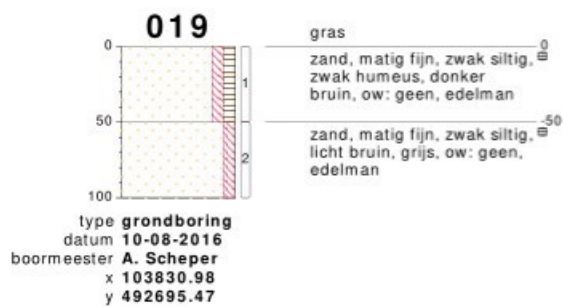 019
gras
0
0
zand, matig fijn, zwak siltig,
zwak humeus, donker
bruin, ow: geen, edelman
1
50
-50
zand, matig fijn, zwak siltig,
licht bruin, grijs, ow: geen,
edelman
2
100
type grondboring
datum 10-08-2016
boormeester A. Scheper
x 103830.98
y 492695.47